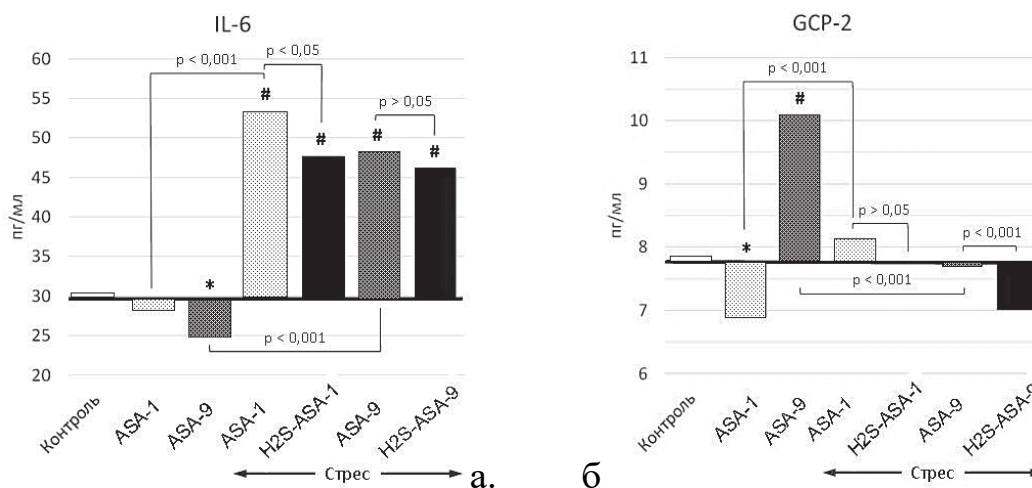 IL-6
60
55
50
45
40
35
30
25
20
пг/мл
p < 0,001
p < 0,05
p > 0,05
p < 0,001
#
#
#
#
*
Контроль
ASA-1
ASA-9
ASA-1
H2S-ASA-1
ASA-9
H2S-ASA-9
Стрес
а.
GCP-2
11
10
9
8
7
6
пг/мл
p < 0,001
#
*
p > 0,05
p < 0,001
p < 0,001
Контроль
ASA-1
ASA-9
ASA-1
H2S-ASA-1
ASA-9
H2S-ASA-9
Стрес
б